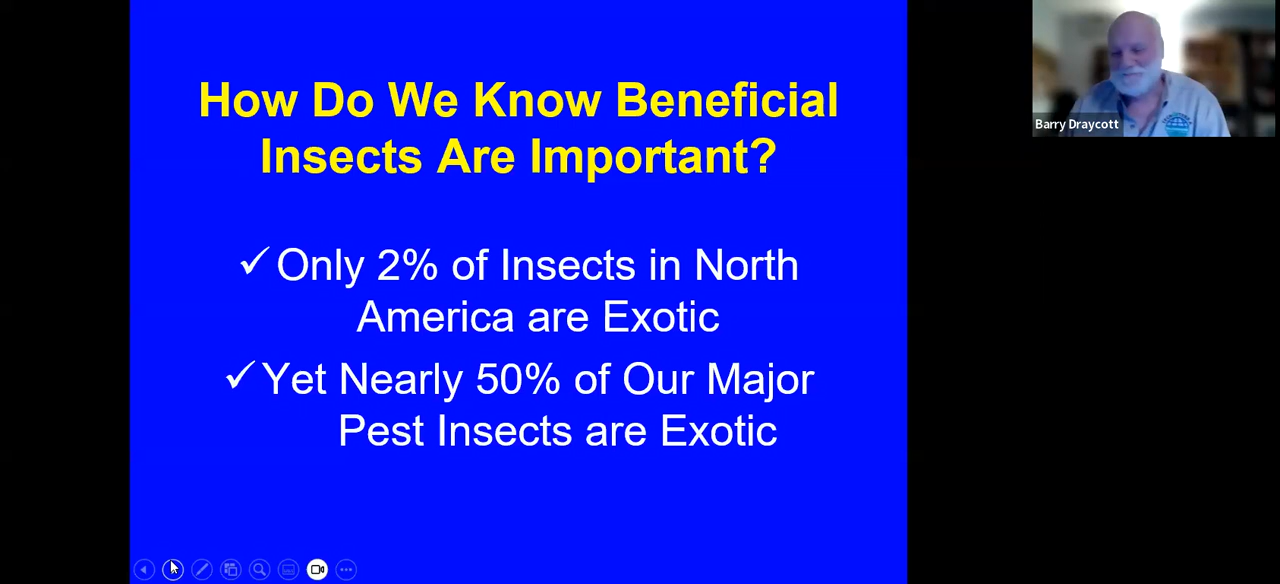 How Do We Know Beneficial
Insects Are Important?
✓Only 2% of Insects in North
America are Exotic
✓Yet Nearly 50% of Our Major
Pest Insects are Exotic
Barry Draycott